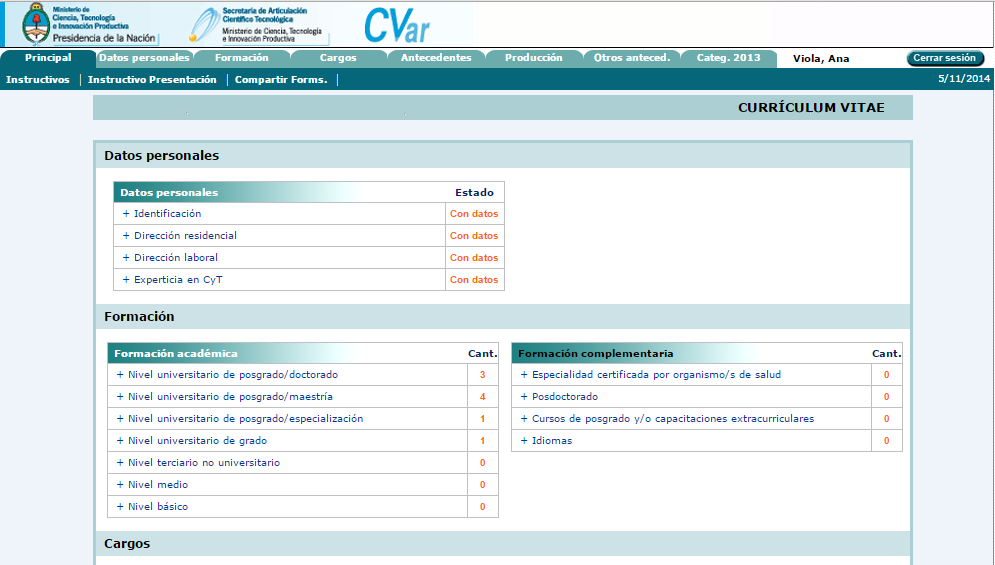 Ministerio de
Ciencia, Tecnología
e Innovación Productiva
Presidencia de la Nación
Secretaría de Articulación
Científico Tecnológica
Ministerio de Ciencia, Tecnología
e Innovación Productiva
CVar
Principal Datos personales Formación Cargos Antecedentes Producción Otros anteced. Categ. 2013 Viola, Ana Cerrar sesión
Instructivos | Instructivo Presentación | Compartir Forms. | 5/11/2014
CURRÍCULUM VITAE
Datos personales
Datos personales Estado
+ Identificación Con datos
+ Dirección residencial Con datos
+ Dirección laboral Con datos
+ Experticia en CyT Con datos
Formación
Formación académica Cant.
+ Nivel universitario de posgrado/doctorado 3
+ Nivel universitario de posgrado/maestría 4
+ Nivel universitario de posgrado/especialización 1
+ Nivel universitario de grado 1
+ Nivel terciario no universitario 0
+ Nivel medio 0
+ Nivel básico 0
Formación complementaria Cant.
+ Especialidad certificada por organismo/s de salud 0
+ Posdoctorado 0
+ Cursos de posgrado y/o capacitaciones extracurriculares 0
+ Idiomas 0
Cargos